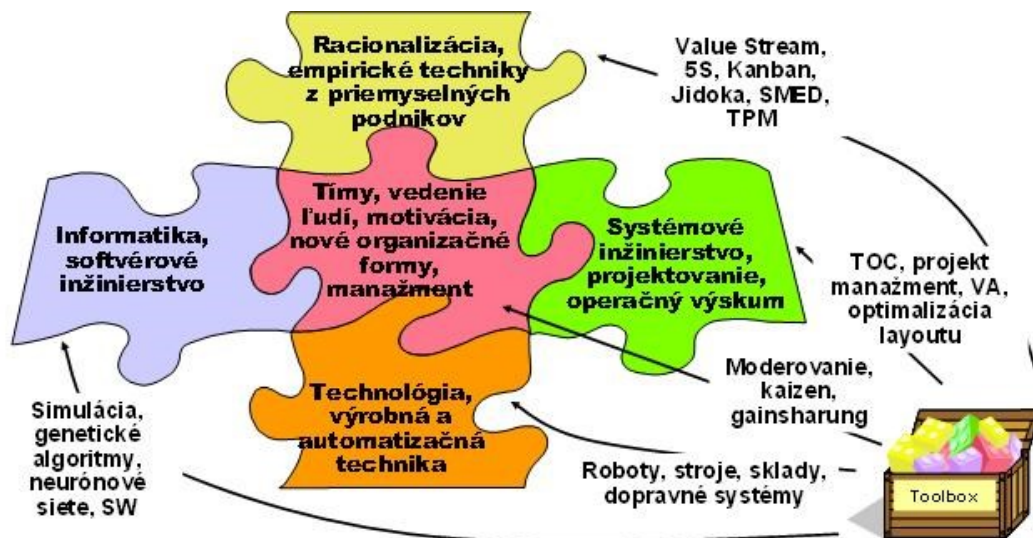 Racionalizácia,
empirické techniky
z priemyselných
podnikov
Value Stream,
5S, Kanban,
Jidoka, SMED,
TPM
Informatika,
softvérové
inžinierstvo
Tímy, vedenie
ľudí, motivácia,
nové organizačné
formy,
manažment
Systémové
inžinierstvo,
projektovanie,
operačný výskum
TOC, projekt
manažment, VA,
optimalizácia
layoutu
Moderovanie,
kaizen,
gainsharung
Technológia,
výrobná a
automatizačná
technika
Simulácia,
genetické
algoritmy,
neurónové
siete, SW
Roboty, stroje, sklady,
dopravné systémy
Toolbox